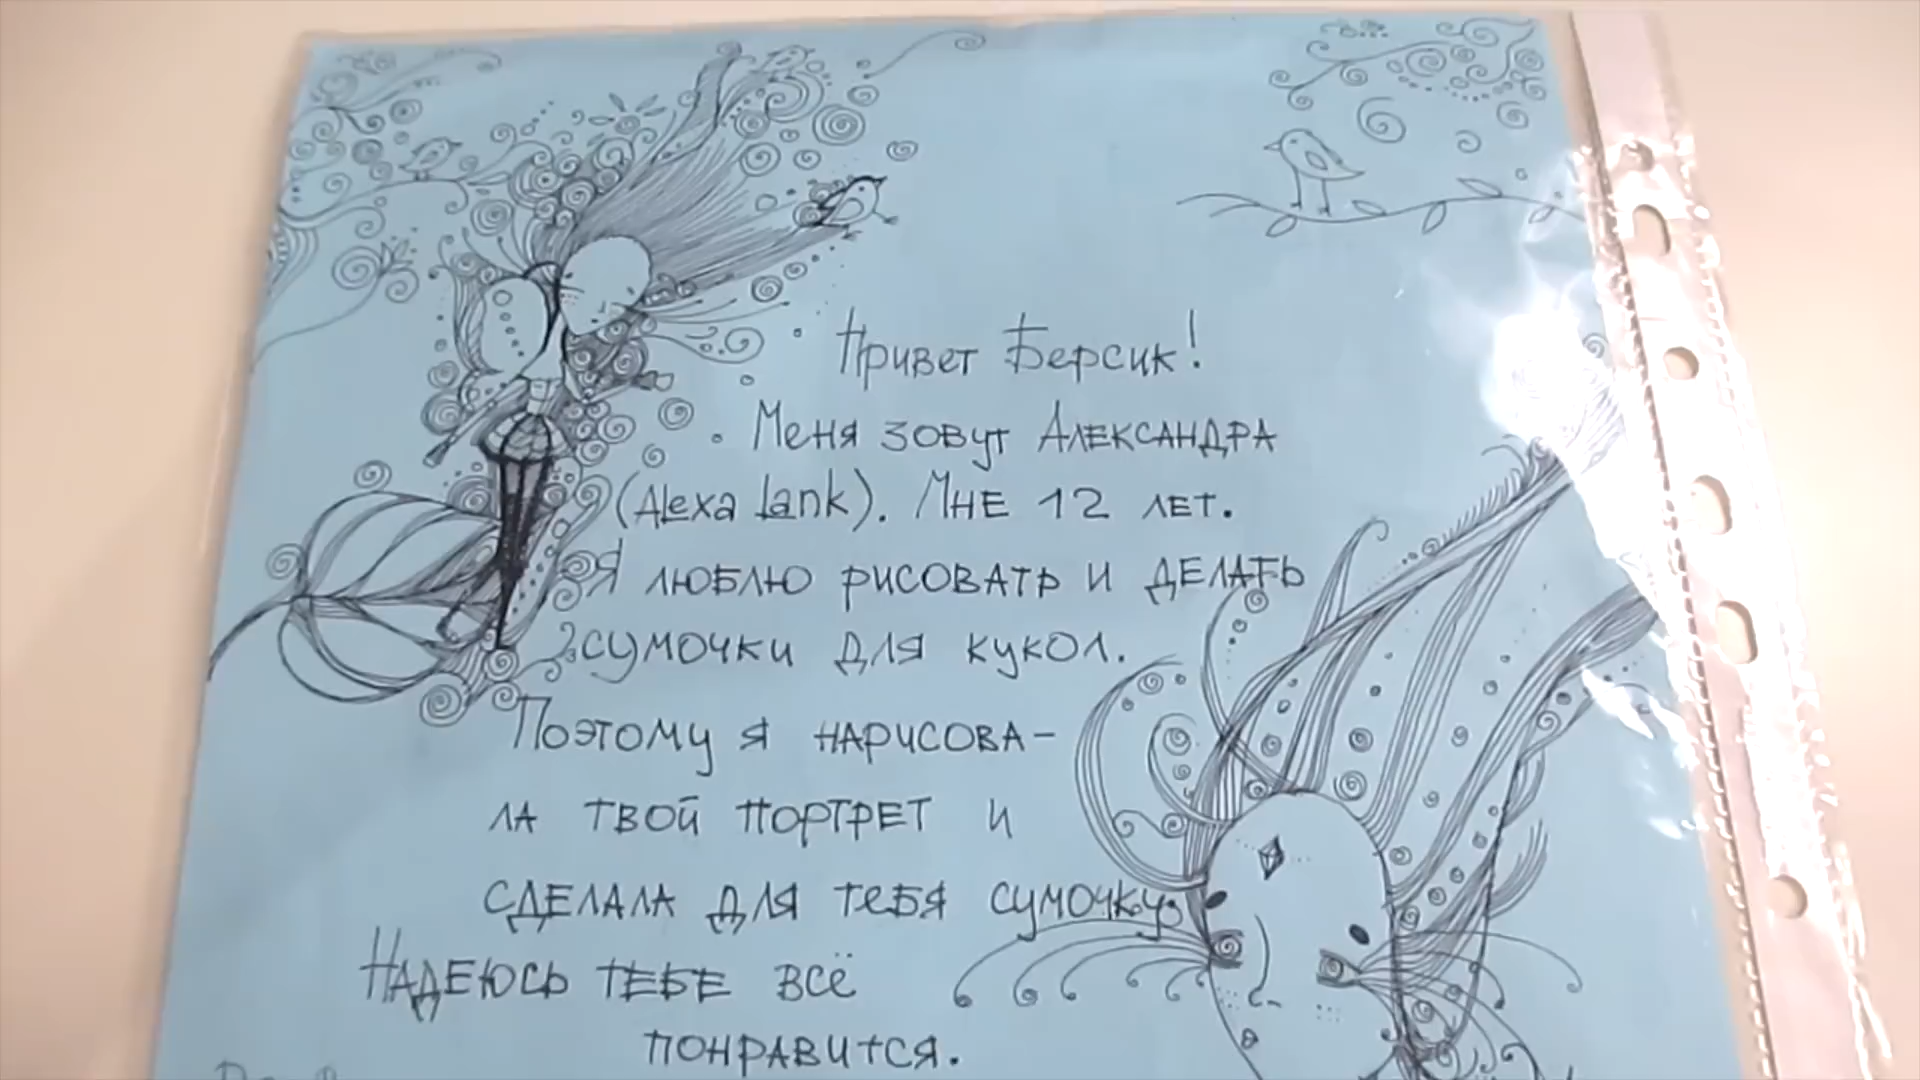 Привет Берсик!
Меня зовут Александра
(Alexa Lank). Мне 12 лет.
Я люблю рисовать и делать
сумочки для кукол.
Поэтому я нарисова-
ла твой портрет и
сделала для тебя сумочку
Надеюсь тебе всё
понравится.